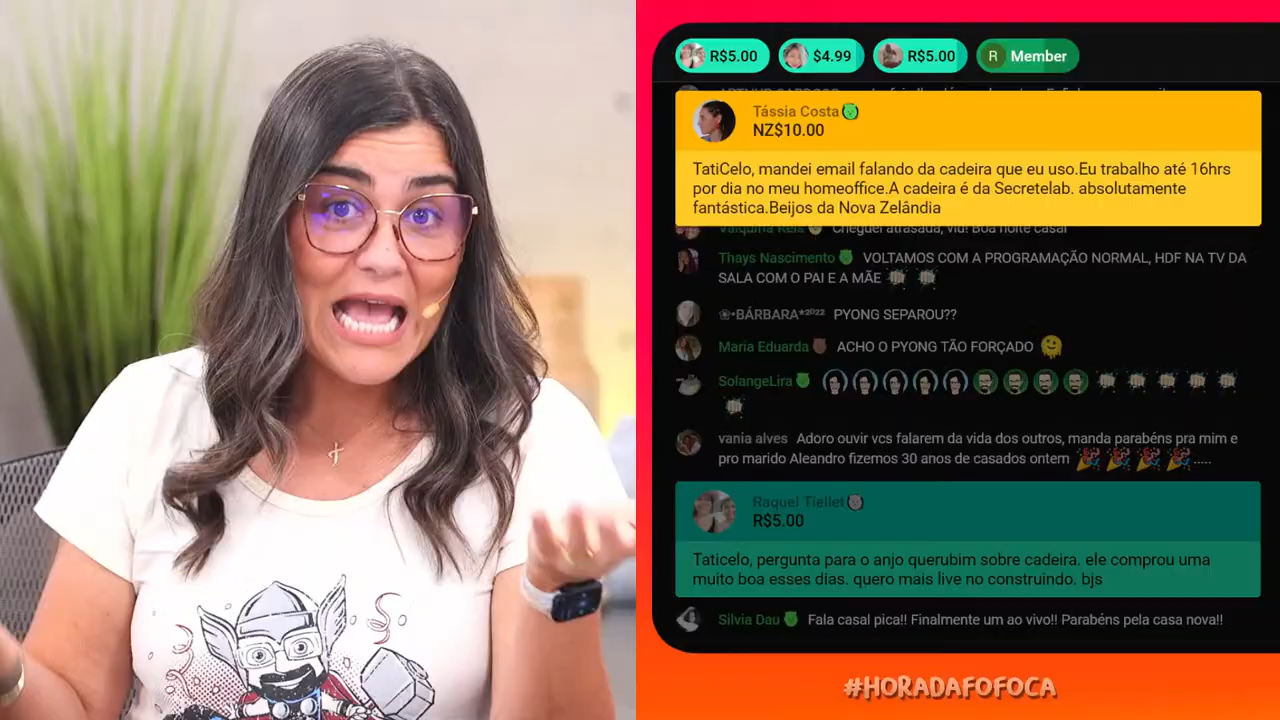 R$5.00
$4.99
R$5.00
R
Member
Tássia Costa
NZ$10.00
TatiCelo, mandei email falando da cadeira que eu uso.Eu trabalho até 16hrs
por dia no meu homeoffice.A cadeira é da Secretelab. absolutamente
fantástica.Beijos da Nova Zelândia
Valquiria Reis Cheguei atrasada, viu! Boa noite casal
Thays Nascimento VOLTAMOS COM A PROGRAMAÇÃO NORMAL, HDF NA TV DA
SALA COM O PAI E A MÃE
❀•BÁRBARA*²⁰²² PYONG SEPAROU??
Maria Eduarda ACHO O PYONG TÃO FORÇADO
SolangeLira
vania alves Adoro ouvir vcs falarem da vida dos outros, manda parabéns pra mim e
pro marido Aleandro fizemos 30 anos de casados ontem .....
Raquel Tiellet
R$5.00
Taticelo, pergunta para o anjo querubim sobre cadeira. ele comprou uma
muito boa esses dias. quero mais live no construindo. bjs
Silvia Dau Fala casal pica!! Finalmente um ao vivo!! Parabéns pela casa nova!!
#HORADAFOFOCA